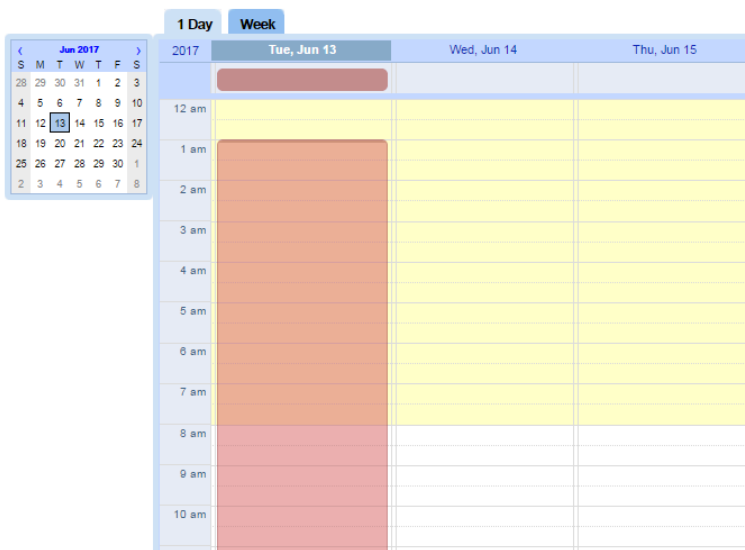 1 Day Week
‹ Jun 2017 ›
S M T W T F S
28 29 30 31 1 2 3
4 5 6 7 8 9 10
11 12 13 14 15 16 17
18 19 20 21 22 23 24
25 26 27 28 29 30 1
2 3 4 5 6 7 8
2017 Tue, Jun 13 Wed, Jun 14 Thu, Jun 15
12 am
1 am
2 am
3 am
4 am
5 am
6 am
7 am
8 am
9 am
10 am